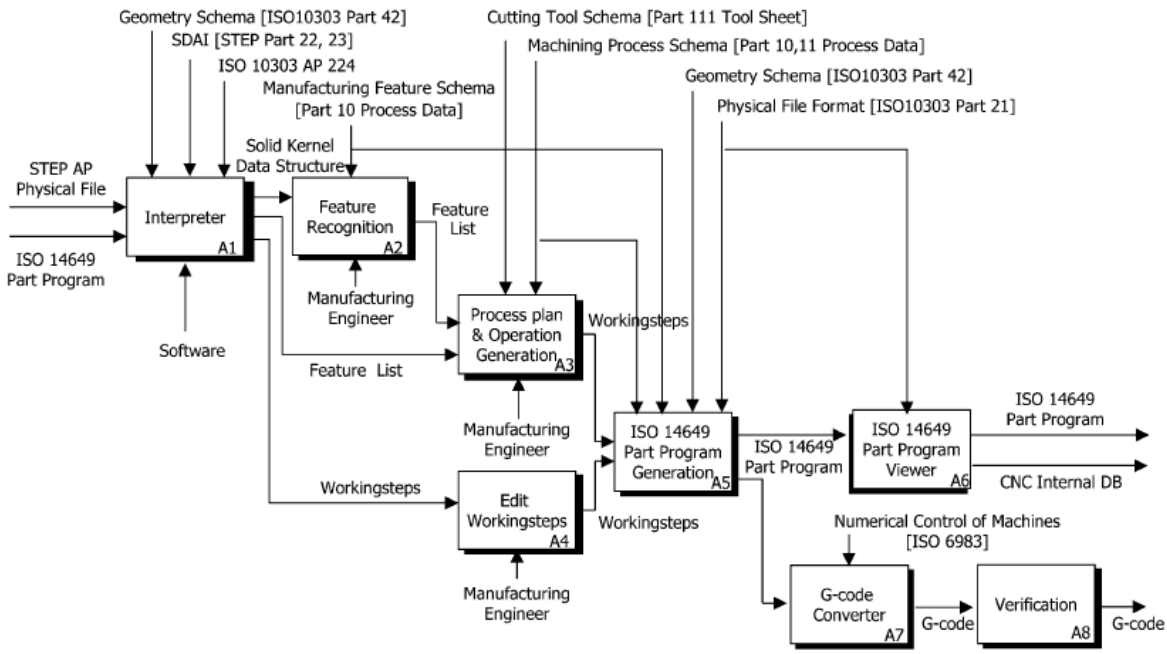 Geometry Schema [ISO10303 Part 42]
SDAI [STEP Part 22, 23]
ISO 10303 AP 224
Manufacturing Feature Schema
[Part 10 Process Data]
Cutting Tool Schema [Part 111 Tool Sheet]
Machining Process Schema [Part 10,11 Process Data]
Geometry Schema [ISO10303 Part 42]
Physical File Format [ISO10303 Part 21]
Solid Kernel
Data Structure
STEP AP
Physical File
ISO 14649
Part Program
Interpreter
A1
Software
Feature
Recognition
A2
Manufacturing
Engineer
Feature
List
Feature List
Process plan
& Operation
Generation
A3
Manufacturing
Engineer
Workingsteps
Workingsteps
Edit
Workingsteps
A4
Manufacturing
Engineer
Workingsteps
ISO 14649
Part Program
Generation
A5
ISO 14649
Part Program
ISO 14649
Part Program
Viewer
A6
ISO 14649
Part Program
CNC Internal DB
Numerical Control of Machines
[ISO 6983]
G-code
Converter
A7
G-code
Verification
A8
G-code